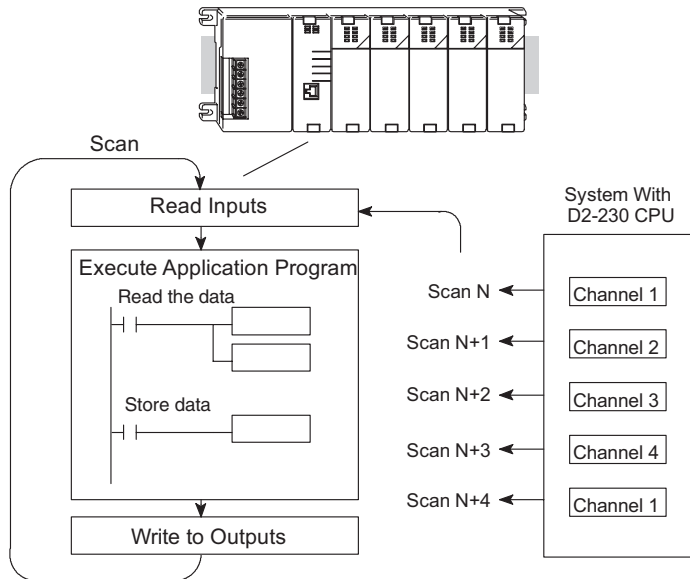 Scan
Read Inputs
Execute Application Program
Read the data
Store data
Write to Outputs
System With
D2-230 CPU
Scan N
Channel 1
Scan N+1
Channel 2
Scan N+2
Channel 3
Scan N+3
Channel 4
Scan N+4
Channel 1